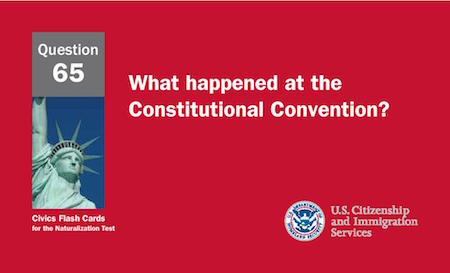 Question
65
What happened at the
Constitutional Convention?
Civics Flash Cards
for the Naturalization Test
U.S. Citizenship
and Immigration
Services